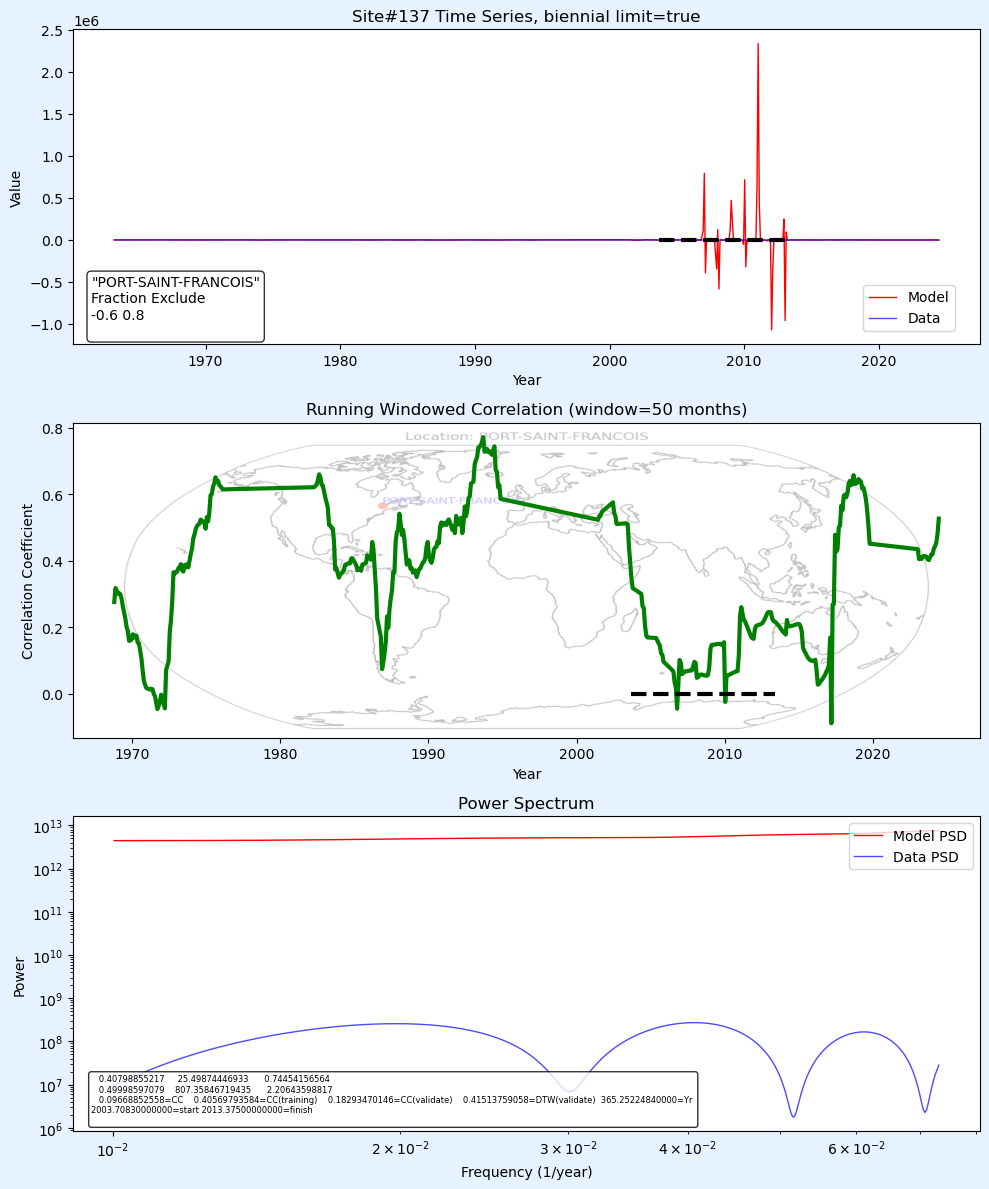 Site#137 Time Series, biennial limit=true
1e6
2.5
2.0
1.5
1.0
0.5
0.0
−0.5
−1.0
Value
"PORT-SAINT-FRANCOIS"
Fraction Exclude
-0.6 0.8
Model
Data
1970
1980
1990
2000
2010
2020
Year
Running Windowed Correlation (window=50 months)
Location: PORT-SAINT-FRANCOIS
PORT-SAINT-FRANCOIS
0.8
0.6
0.4
0.2
0.0
Correlation Coefficient
1970
1980
1990
2000
2010
2020
Year
Power Spectrum
10^13
10^12
10^11
10^10
10^9
10^8
10^7
10^6
Power
Model PSD
Data PSD
0.40798855217 25.49874446933 0.74454156564
0.49998597079 807.35846719435 2.20643598817
0.09668852558=CC 0.40569793584=CC(training) 0.18293470146=CC(validate) 0.41513759058=DTW(validate) 365.25224840000=Yr
2003.70830000000=start 2013.37500000000=finish
10^−2
2 × 10^−2
3 × 10^−2
4 × 10^−2
6 × 10^−2
Frequency (1/year)